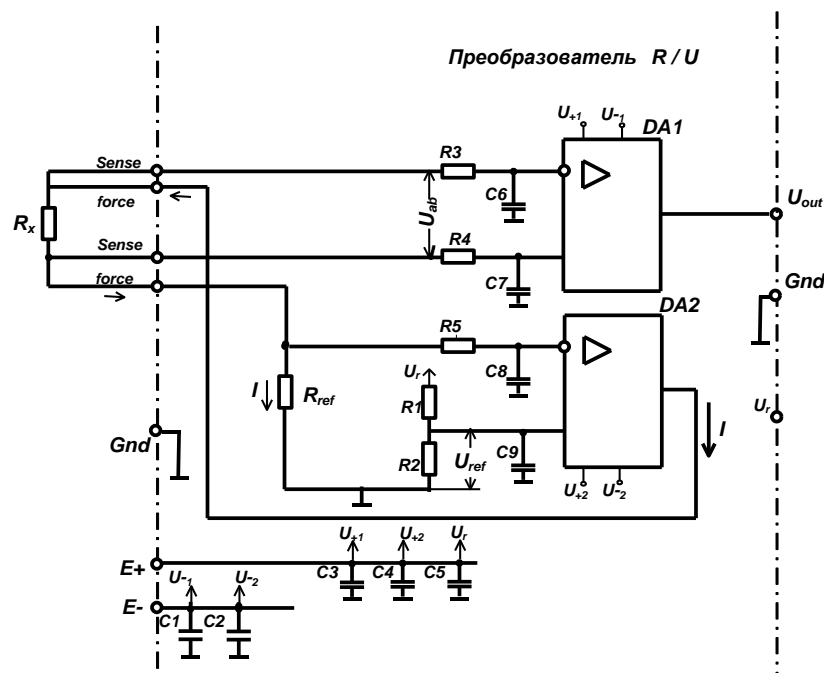 Преобразователь R / U
U+1 U-1 DA1
Sense R3
force C6 Uab Uout
Rx
Sense R4
force C7 Gnd
DA2
R5
Ur C8
I Rref R1 Ur
Gnd R2 Uref C9 I
U+2 U-2
U+1 U+2 Ur
E+ C3 C4 C5
U-1 U-2
E- C1 C2